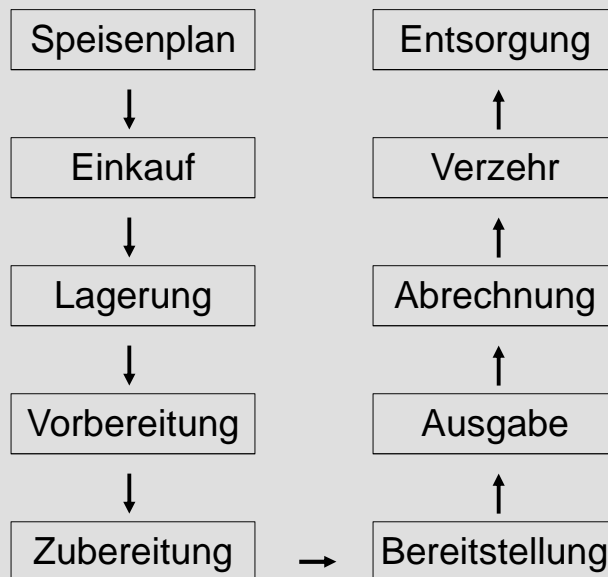 Speisenplan
Einkauf
Lagerung
Vorbereitung
Zubereitung
Bereitstellung
Ausgabe
Abrechnung
Verzehr
Entsorgung